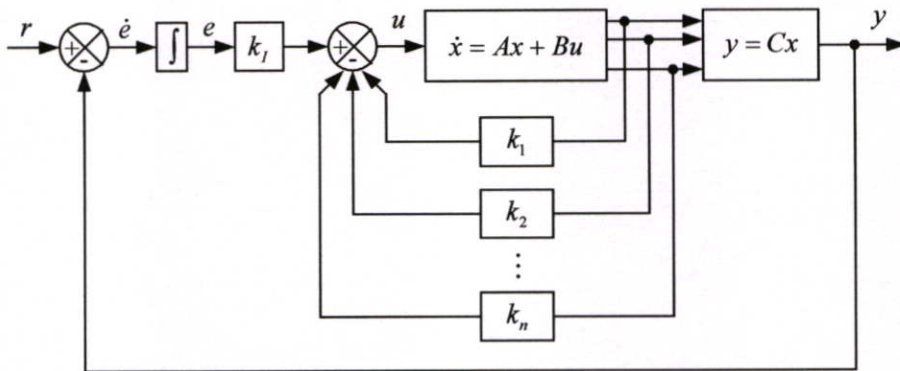 r + - ė ∫ e k_I + - u ẋ = Ax + Bu y = Cx y
k_1
k_2
⋮
k_n